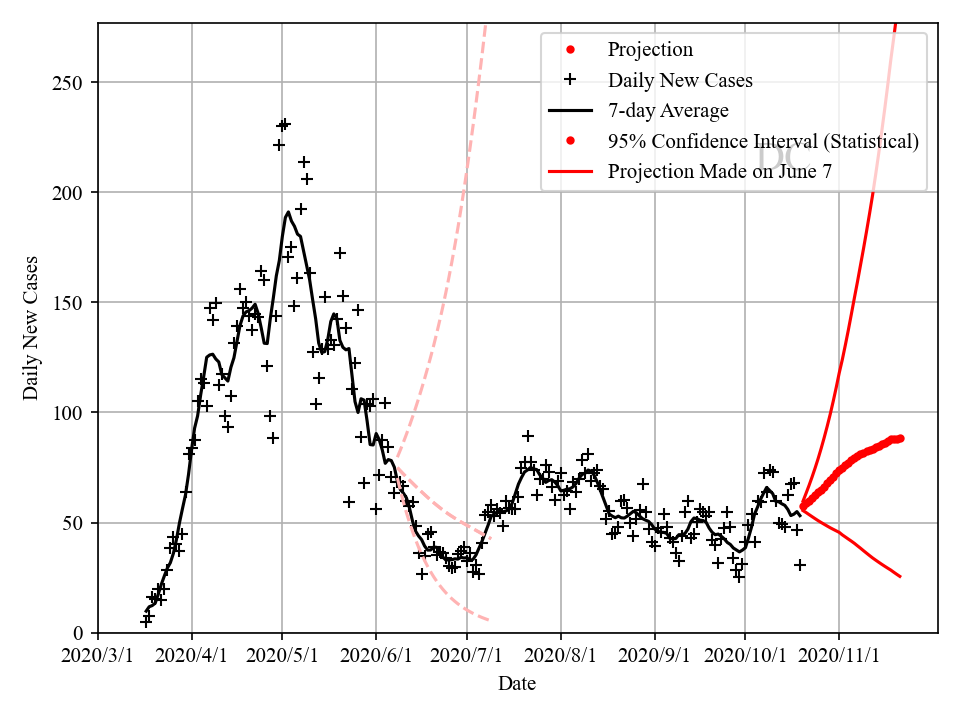 Projection
Daily New Cases
7-day Average
95% Confidence Interval (Statistical)
Projection Made on June 7
DC
Daily New Cases
250
200
150
100
50
0
2020/3/1 2020/4/1 2020/5/1 2020/6/1 2020/7/1 2020/8/1 2020/9/1 2020/10/1 2020/11/1
Date